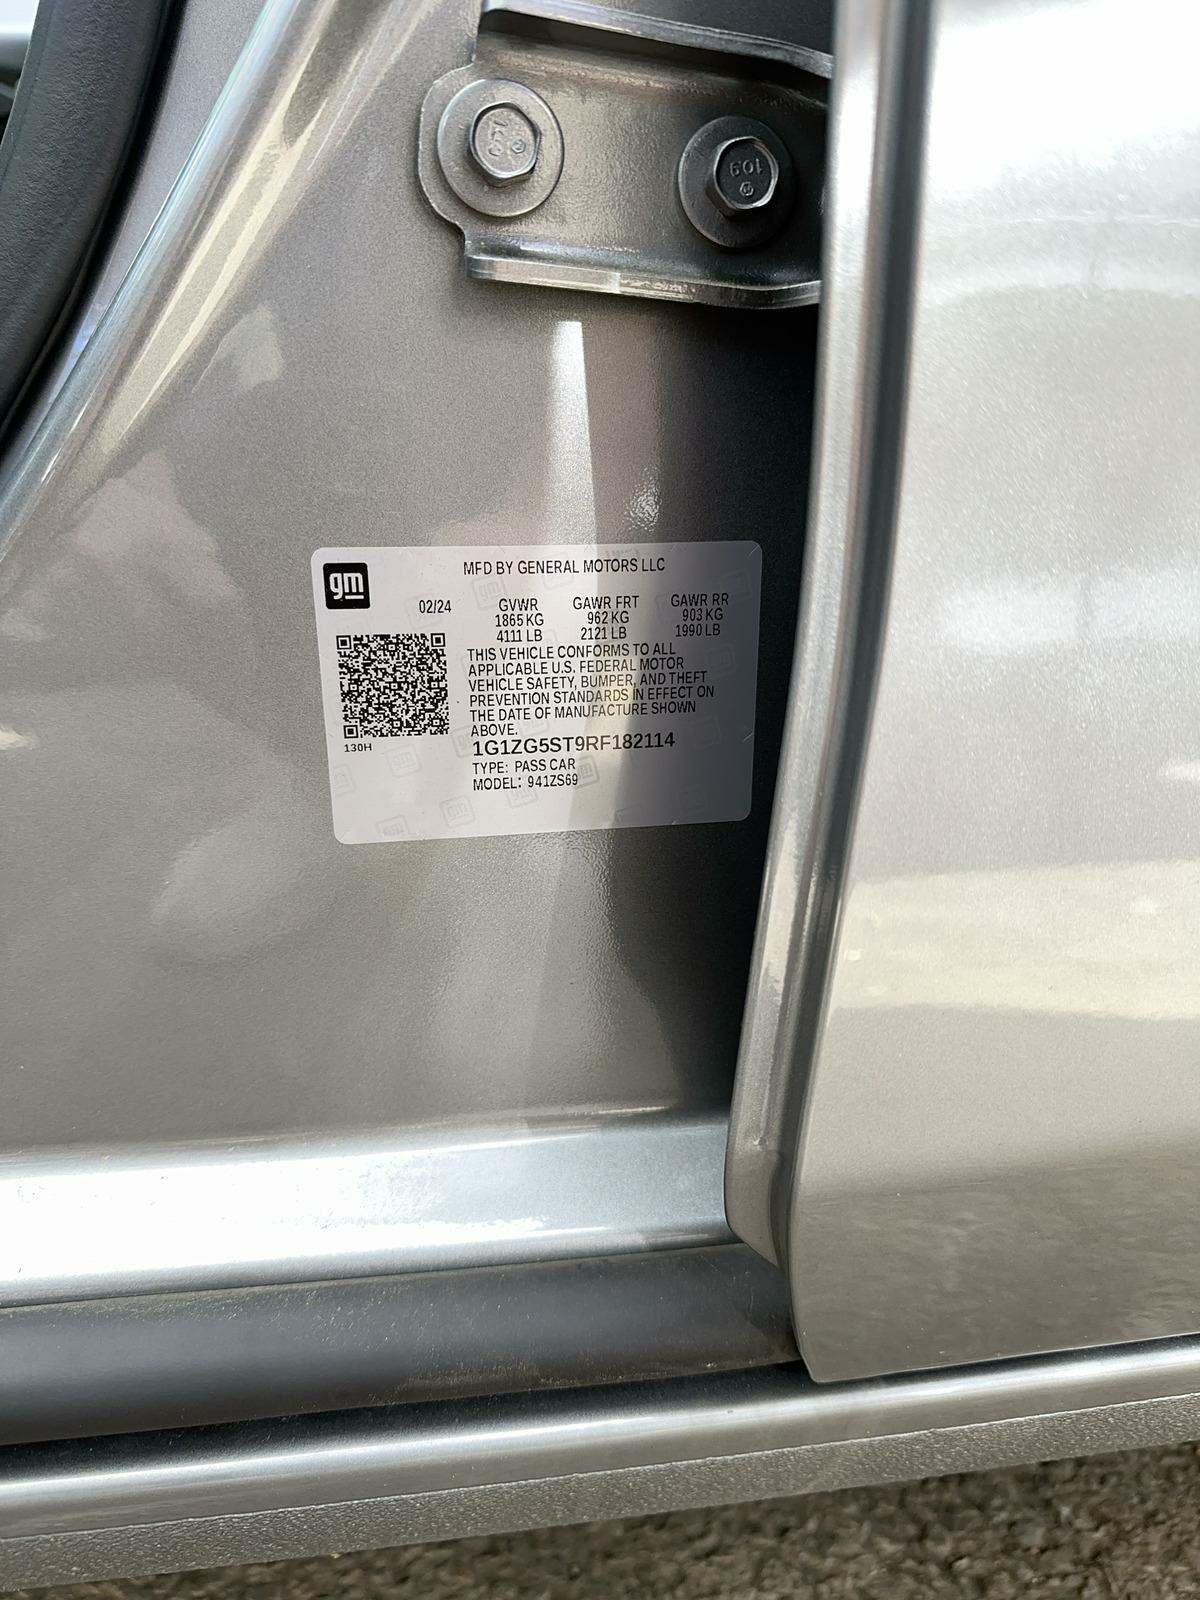 109
gm
MFD BY GENERAL MOTORS LLC
02/24 GVWR GAWR FRT GAWR RR
1865 KG 962 KG 903 KG
4111 LB 2121 LB 1990 LB
THIS VEHICLE CONFORMS TO ALL
APPLICABLE U.S. FEDERAL MOTOR
VEHICLE SAFETY, BUMPER, AND THEFT
PREVENTION STANDARDS IN EFFECT ON
THE DATE OF MANUFACTURE SHOWN
ABOVE.
130H
1G1ZG5ST9RF182114
TYPE: PASS CAR
MODEL: 941ZS69